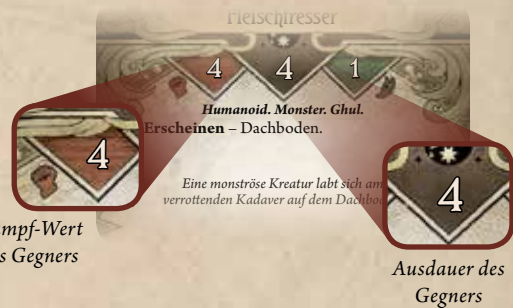 Fleischfresser
4 4 1
Humanoid. Monster. Ghul.
Erscheinen – Dachboden.
4
Eine monströse Kreatur labt sich am
verrottenden Kadaver auf dem
4
mpf-Wert
s Gegners
Ausdauer des
Gegners